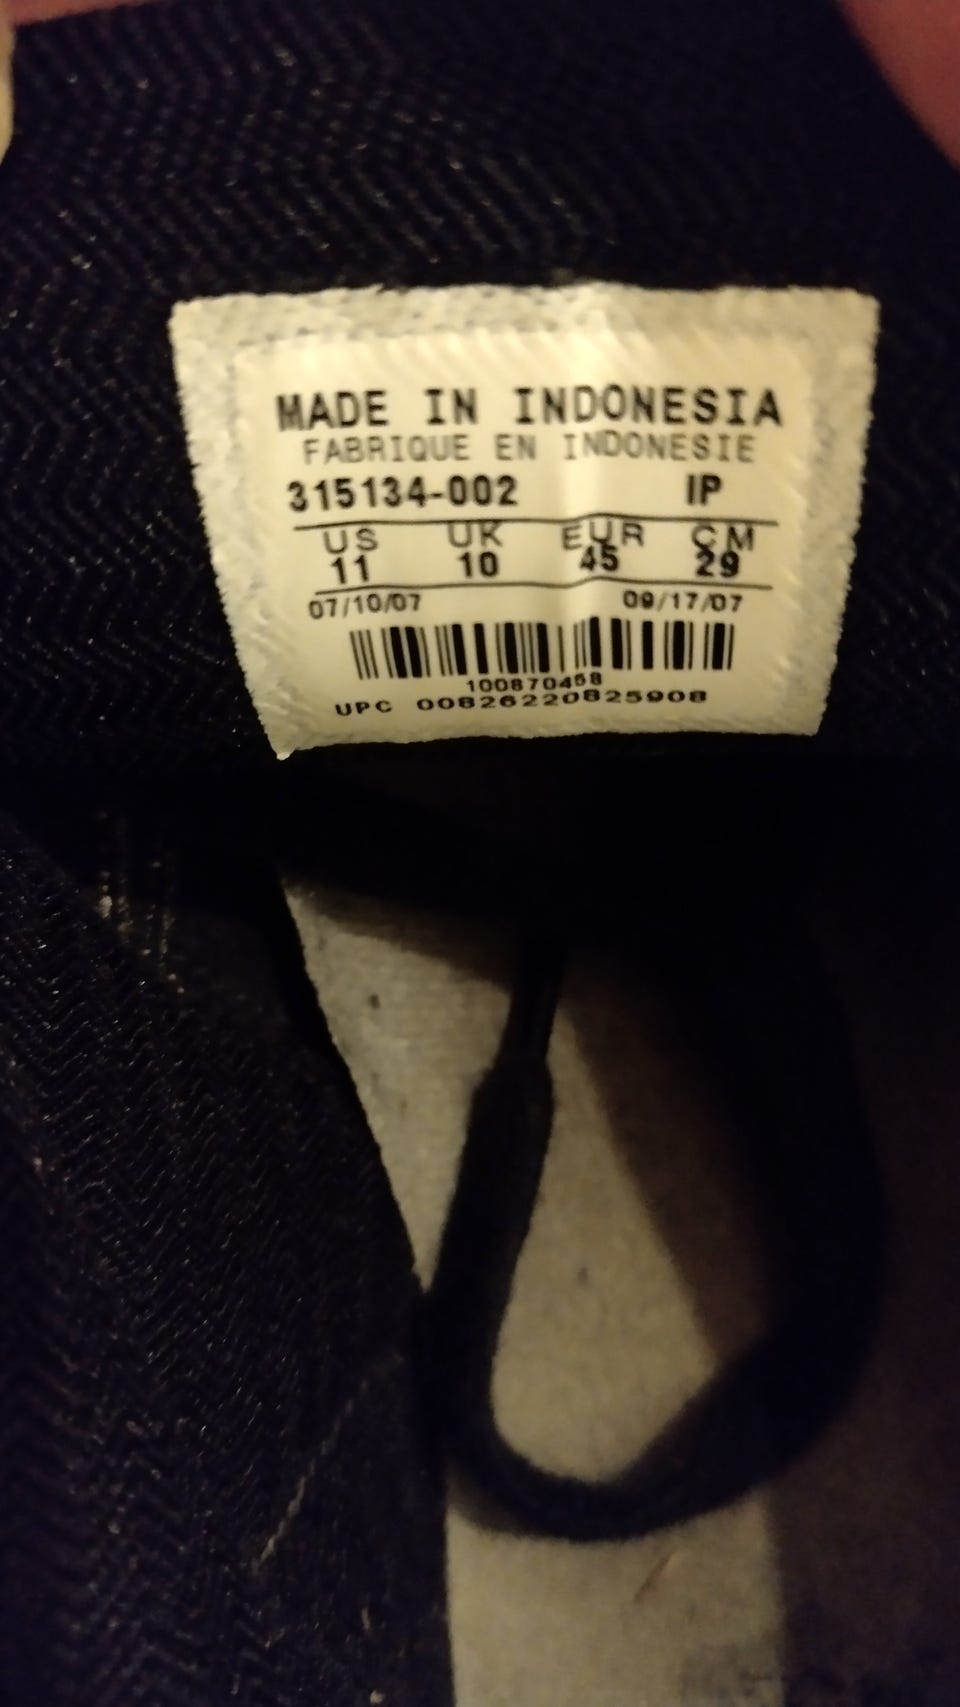 MADE IN INDONESIA
FABRIQUE EN INDONESIE
315134-002 IP
US UK EUR CM
11 10 45 29
07/10/07 09/17/07
100870458
UPC 00826220825908